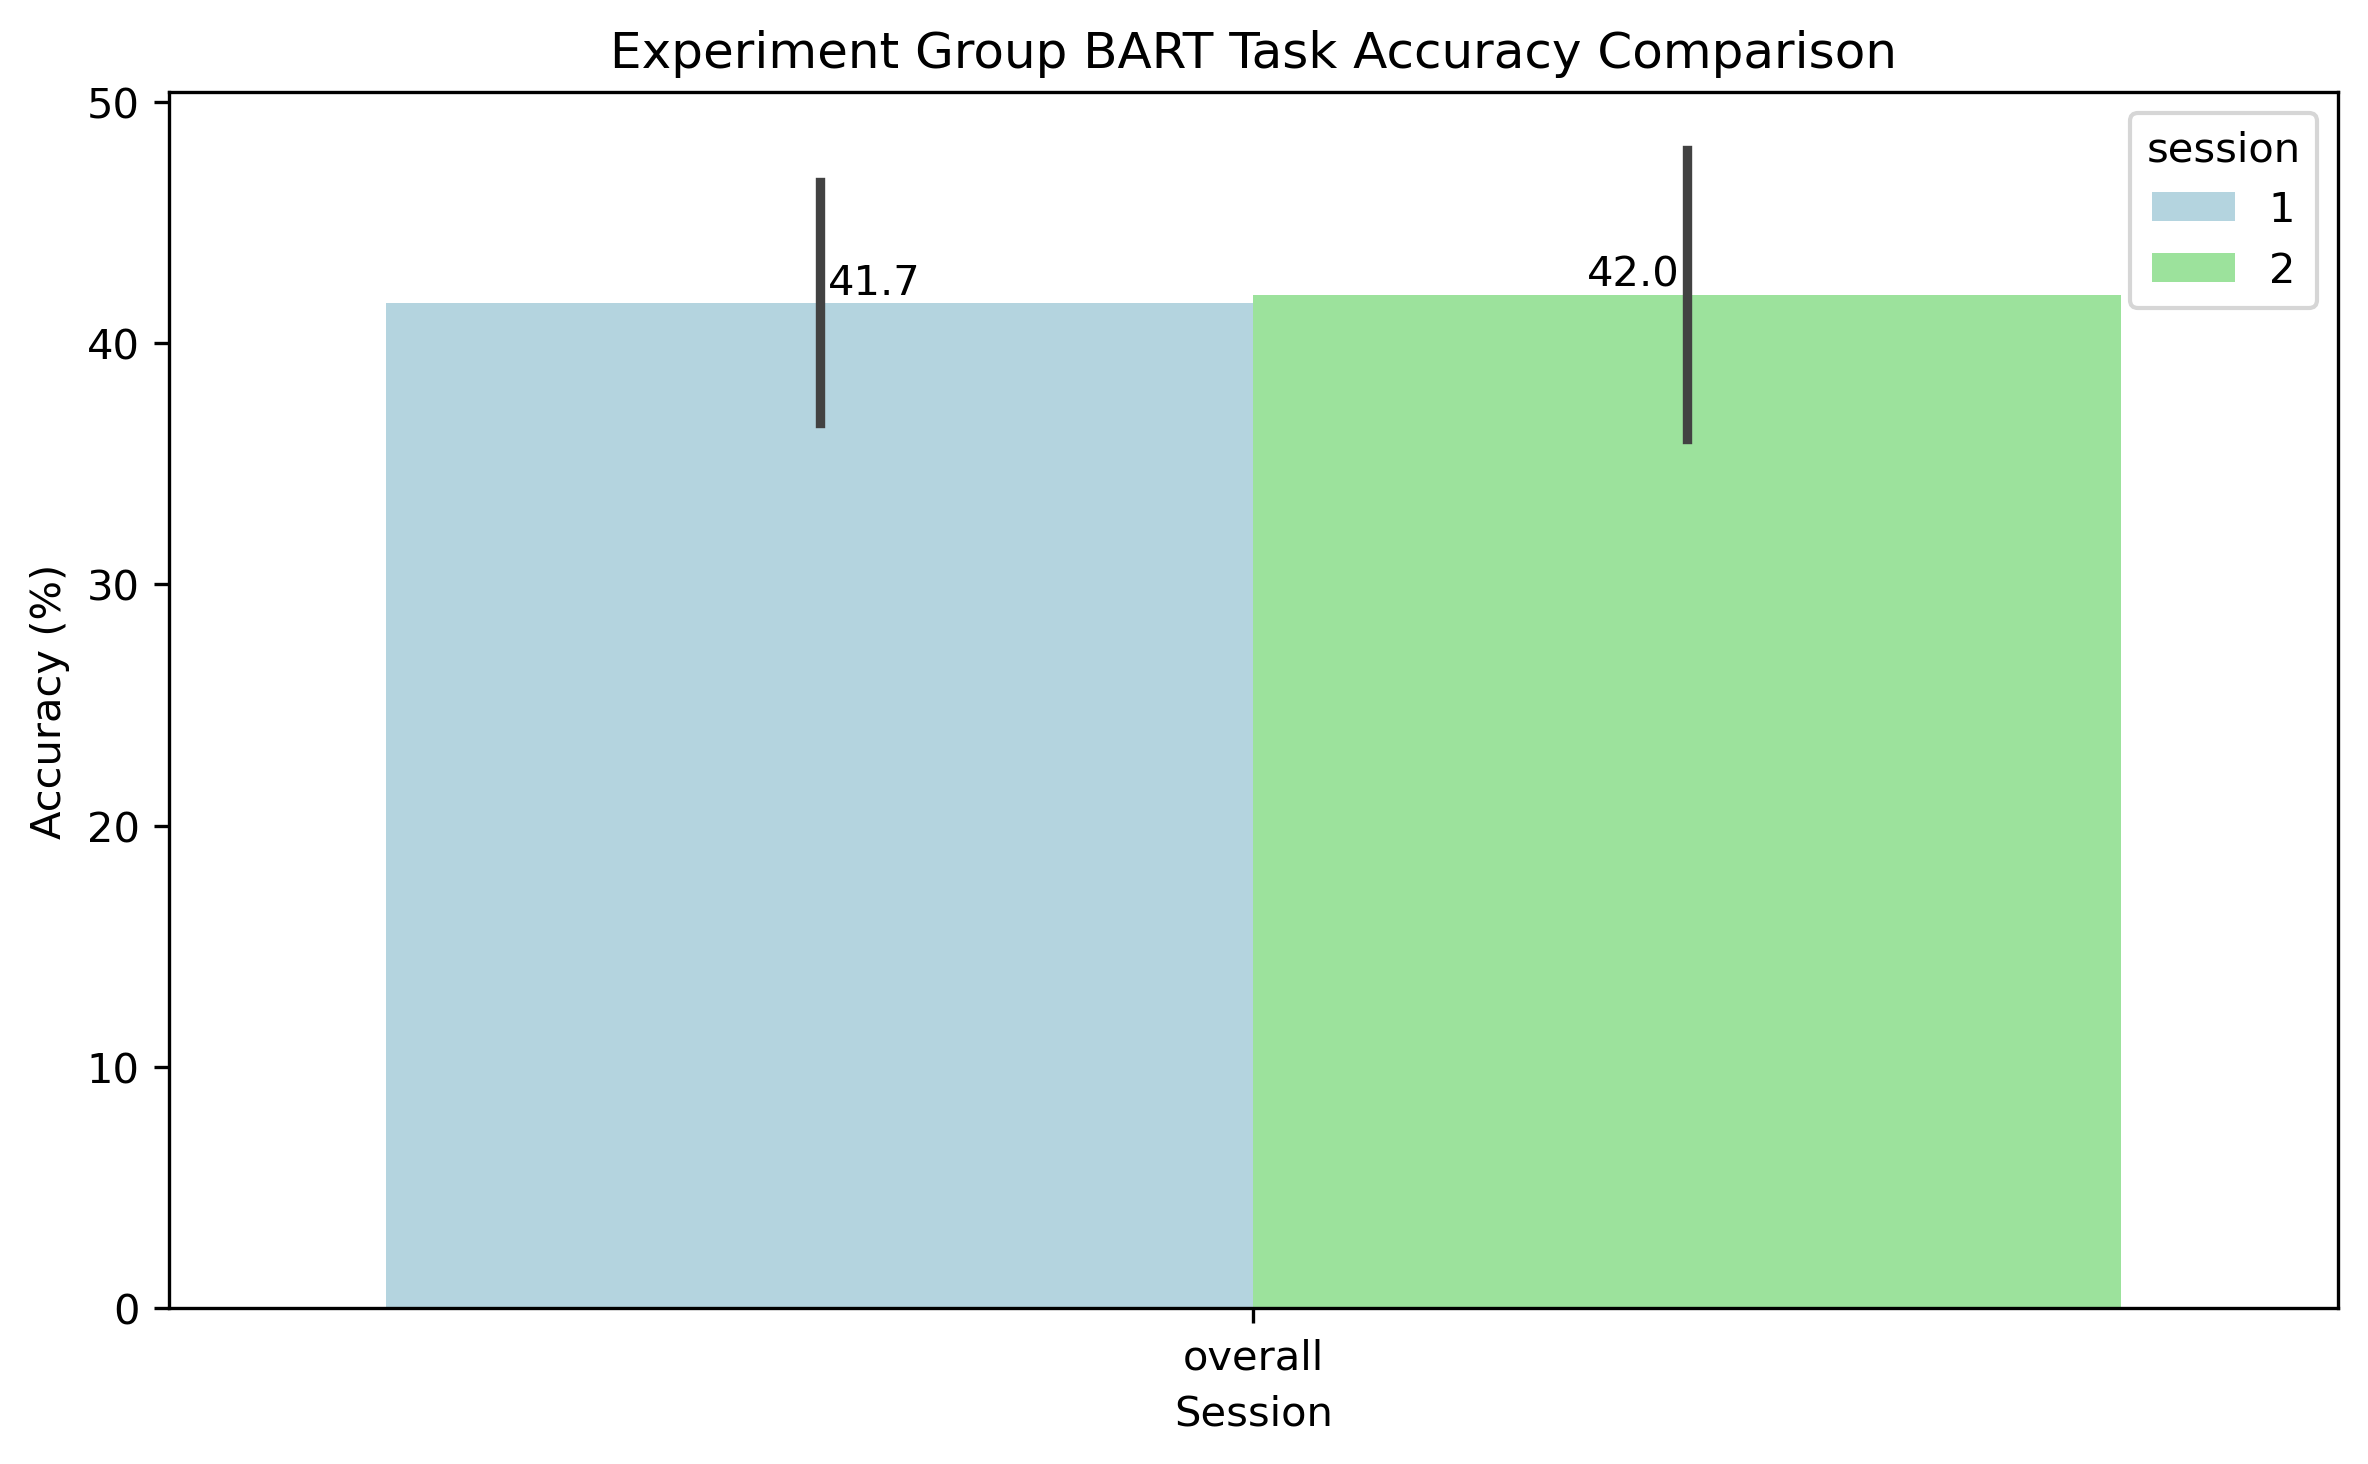 Experiment Group BART Task Accuracy Comparison
50
40
30
20
10
0
Accuracy (%)
41.7
42.0
session
1
2
overall
Session